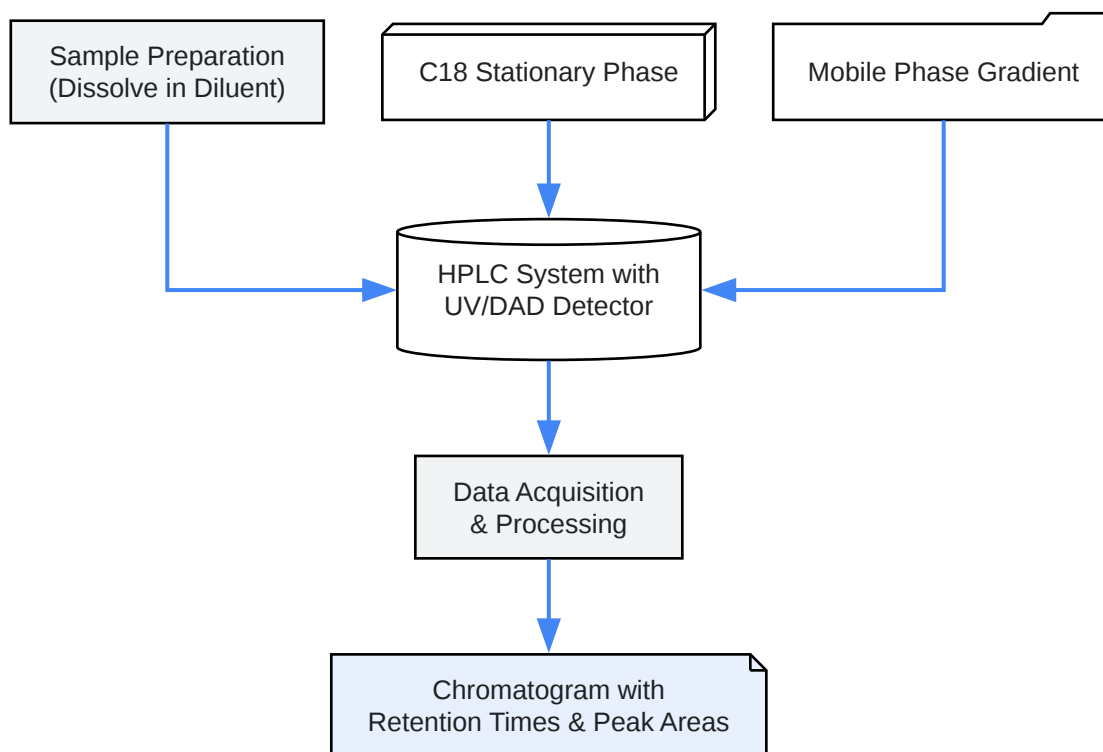 Sample Preparation
(Dissolve in Diluent)
C18 Stationary Phase
Mobile Phase Gradient
HPLC System with
UV/DAD Detector
Data Acquisition
& Processing
Chromatogram with
Retention Times & Peak Areas